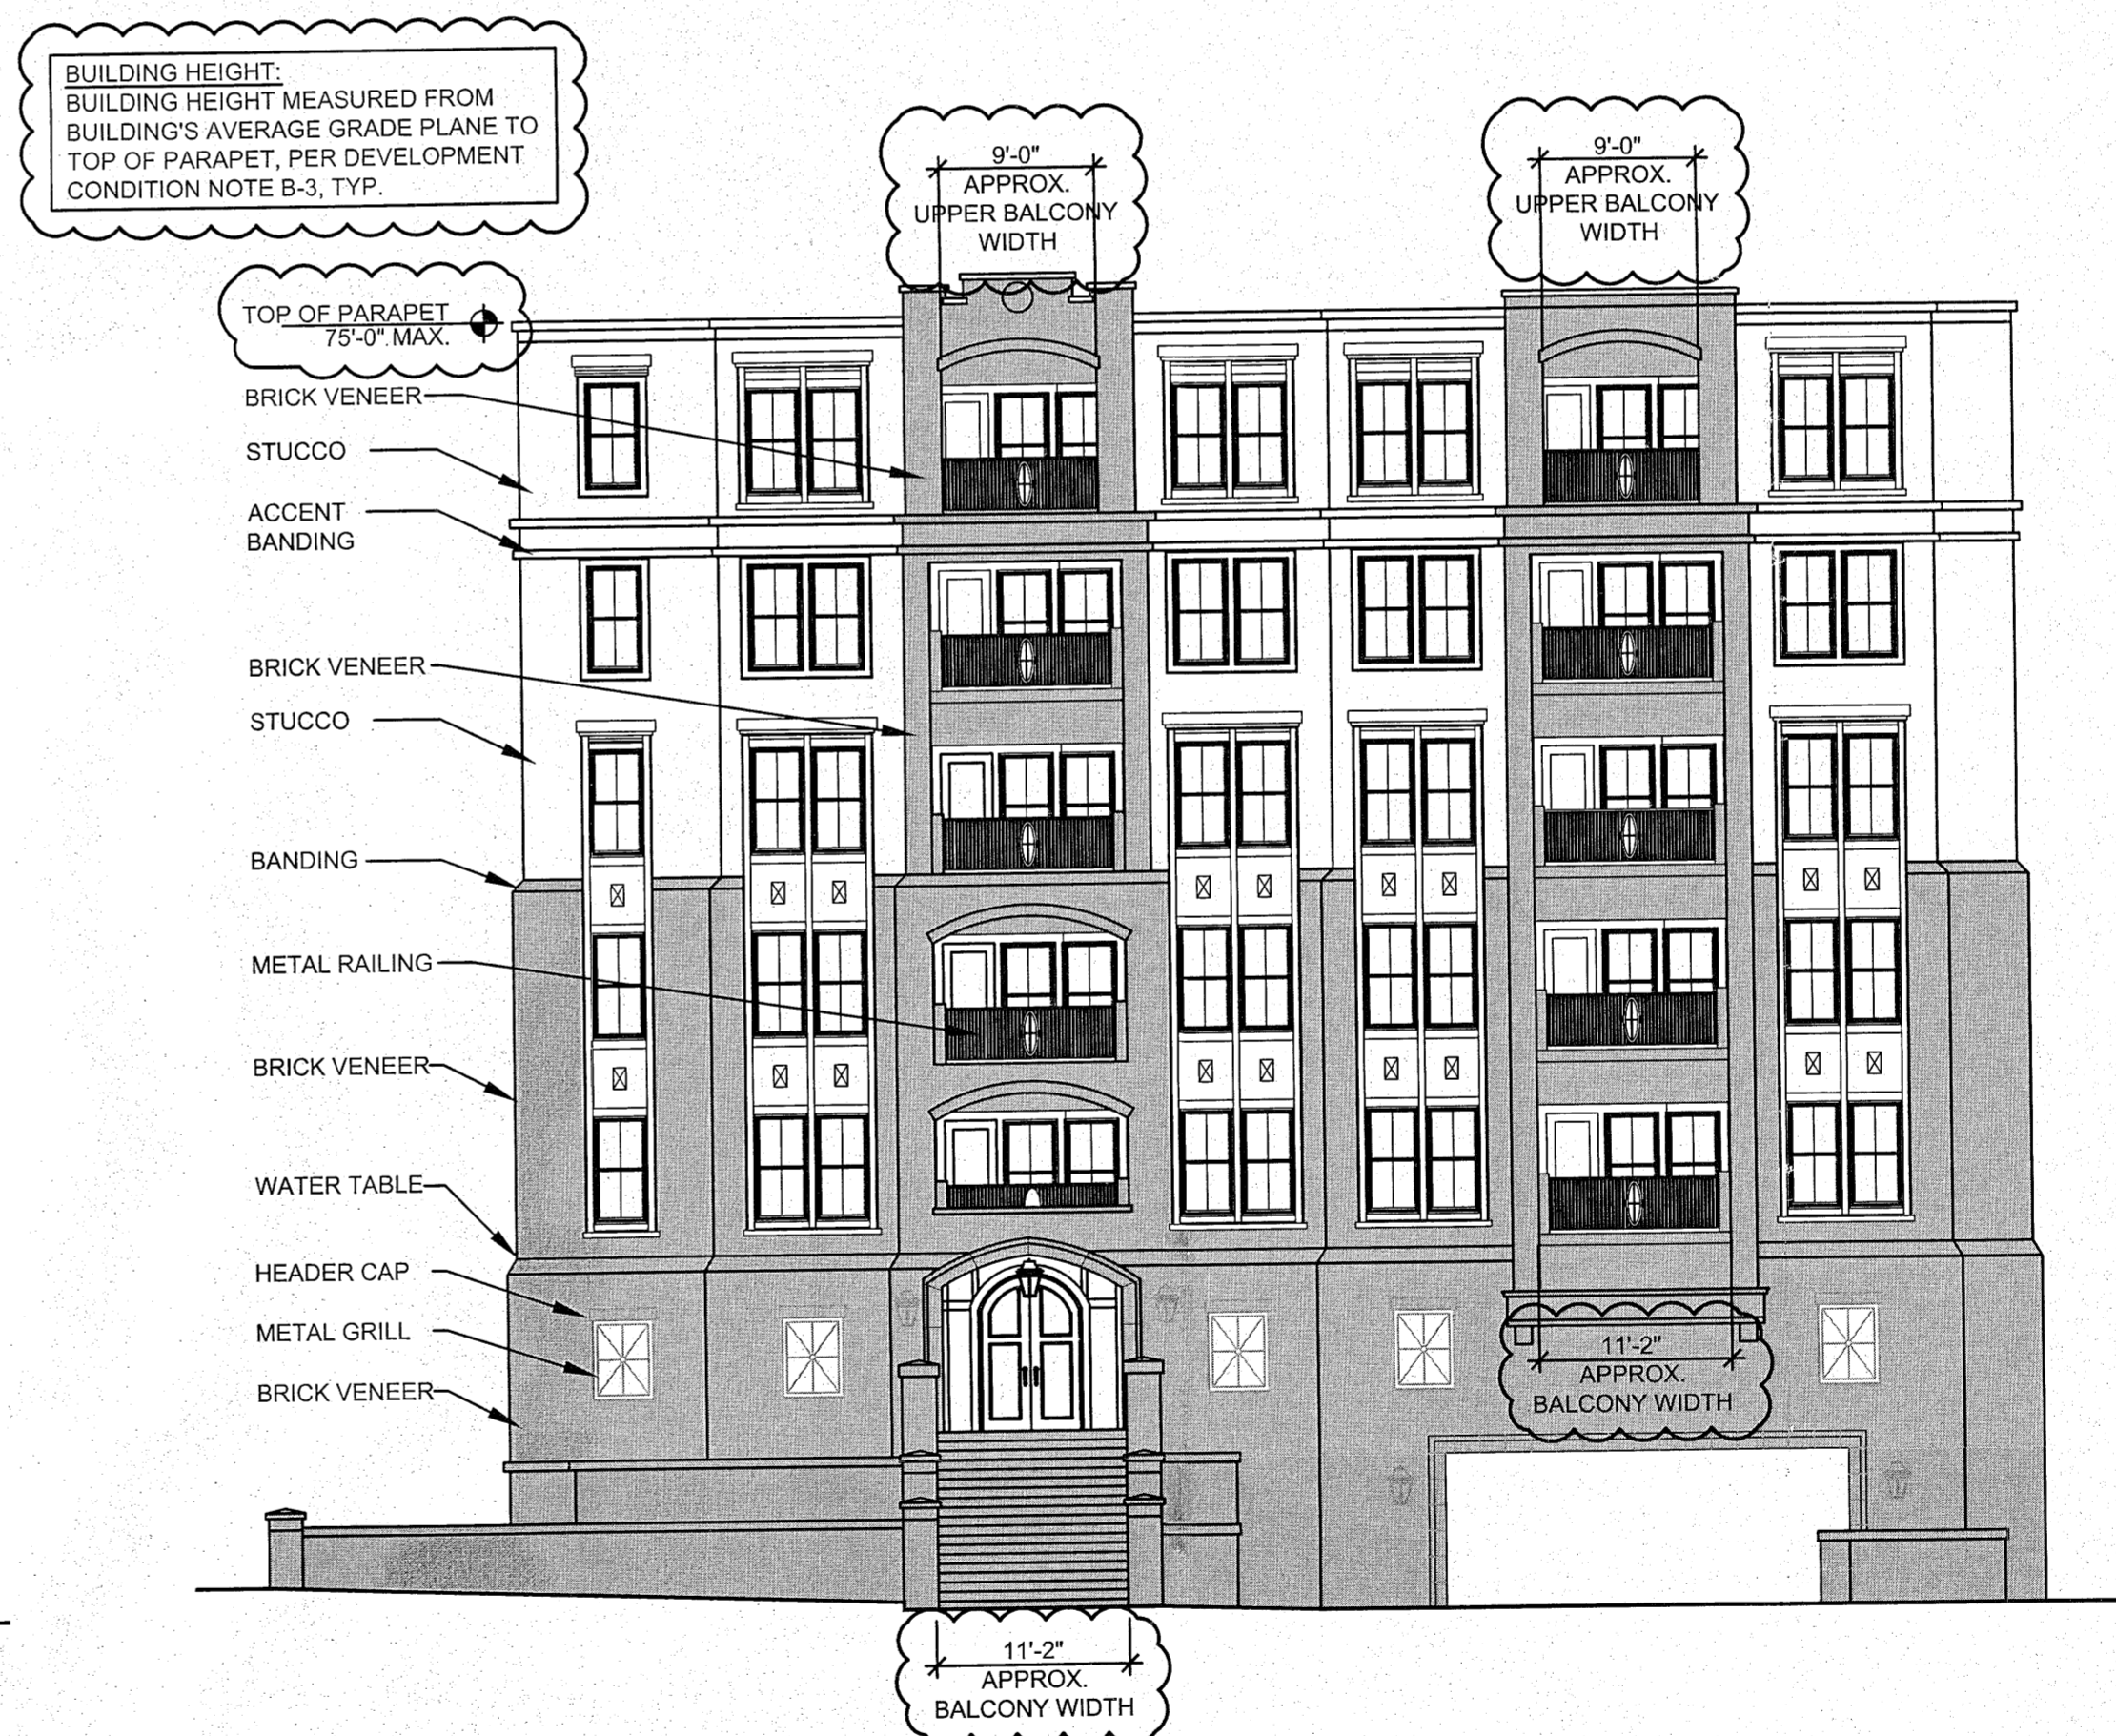 BUILDING HEIGHT:
BUILDING HEIGHT MEASURED FROM
BUILDING'S AVERAGE GRADE PLANE TO
TOP OF PARAPET, PER DEVELOPMENT
CONDITION NOTE B-3, TYP.
9'-0"
APPROX.
UPPER BALCONY
WIDTH
9'-0"
APPROX.
UPPER BALCONY
WIDTH
TOP OF PARAPET
75'-0" MAX.
BRICK VENEER
STUCCO
ACCENT
BANDING
BRICK VENEER
STUCCO
BANDING
METAL RAILING
BRICK VENEER
WATER TABLE
HEADER CAP
METAL GRILL
BRICK VENEER
11'-2"
APPROX.
BALCONY WIDTH
11'-2"
APPROX.
BALCONY WIDTH